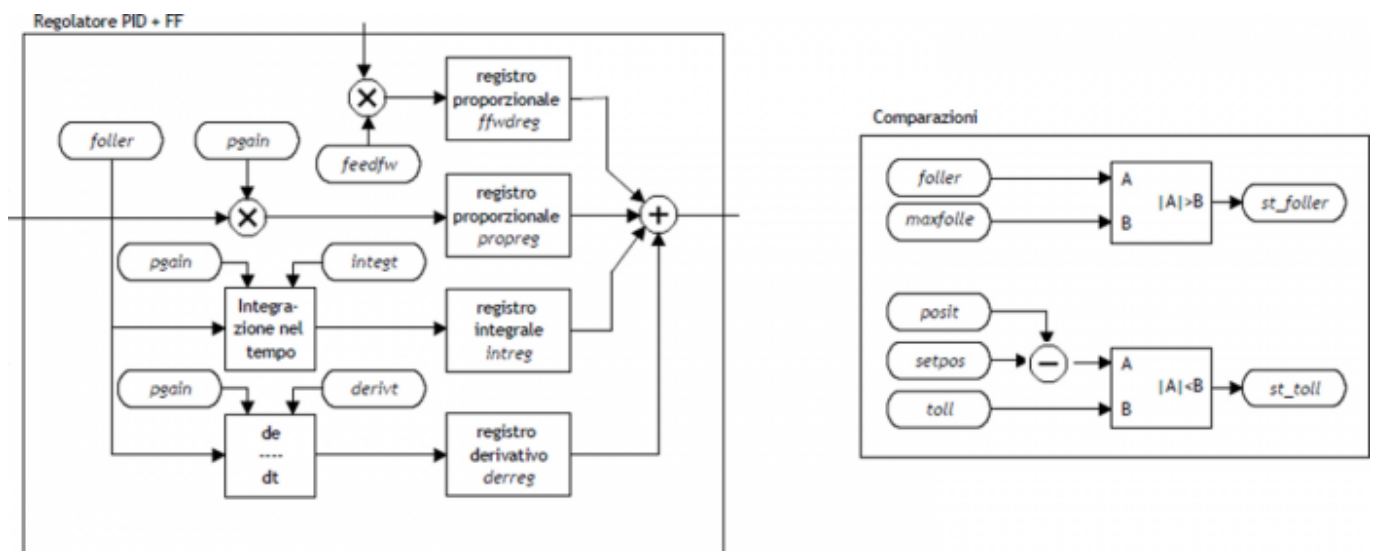 Regolatore PID + FF
registro
proporzionale
ffwdreg
foller
pgain
feedfw
registro
proporzionale
propreg
pgain
integt
Integra-
zione nel
tempo
registro
integrale
intreg
pgain
derivt
de
----
dt
registro
derivativo
derreg
Comparazioni
foller
A
|A|>B
st_foller
maxfolle
B
posit
setpos
A
|A|<B
st_toll
toll
B